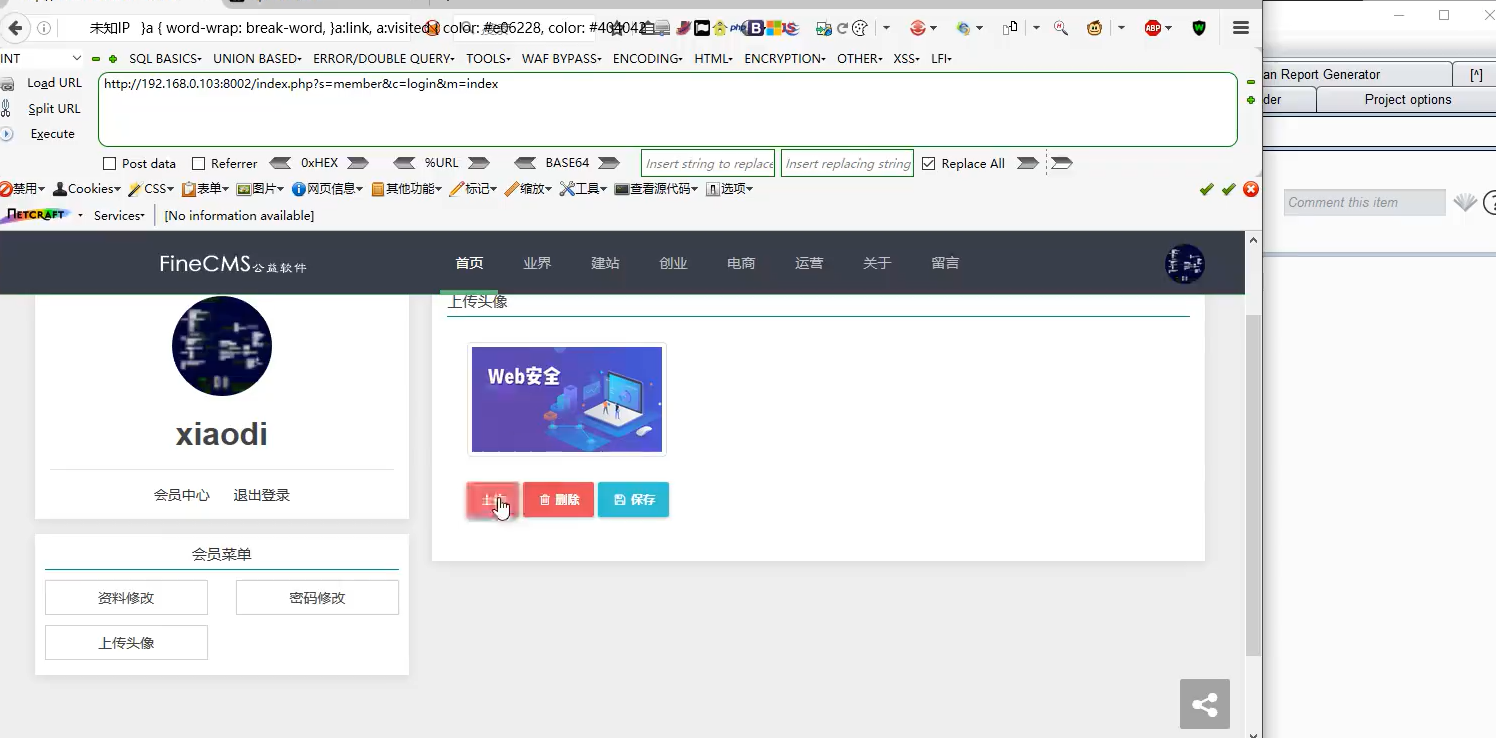 未知IP }a { word-wrap: break-word, }a:link, a:visited { color: #e06228, color: #404042
INT SQL BASICS UNION BASED ERROR/DOUBLE QUERY TOOLS WAF BYPASS ENCODING HTML ENCRYPTION OTHER XSS LFI
Load URL http://192.168.0.103:8002/index.php?s=member&c=login&m=index
Split URL
Execute
Post data Referrer 0xHEX %URL BASE64 Insert string to replace Insert replacing string Replace All
禁用 Cookies CSS 表单 图片 网页信息 其他功能 标记 缩放 工具 查看源代码 选项
NETCRAFT Services [No information available]
an Report Generator [^]
der Project options
Comment this item ?
FineCMS公益软件 首页 业界 建站 创业 电商 运营 关于 留言
上传头像
Web安全
xiaodi
会员中心 退出登录
删除 保存
会员菜单
资料修改 密码修改
上传头像